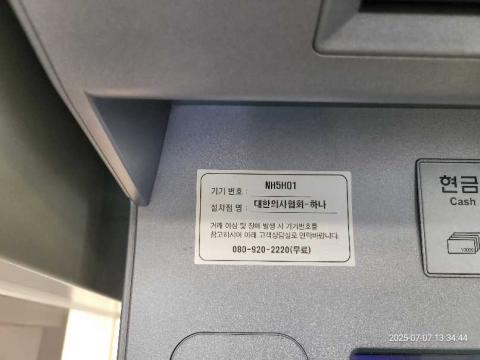 기기 번호 : NH5H01
설치점 명 : 대한의사협회-하나
거래 이상 및 장애 발생 시 기기번호를
참고하시어 아래 고객상담실로 연락바랍니다.
080-920-2220(무료)
현금
Cash
2025-07-07 13:34:44